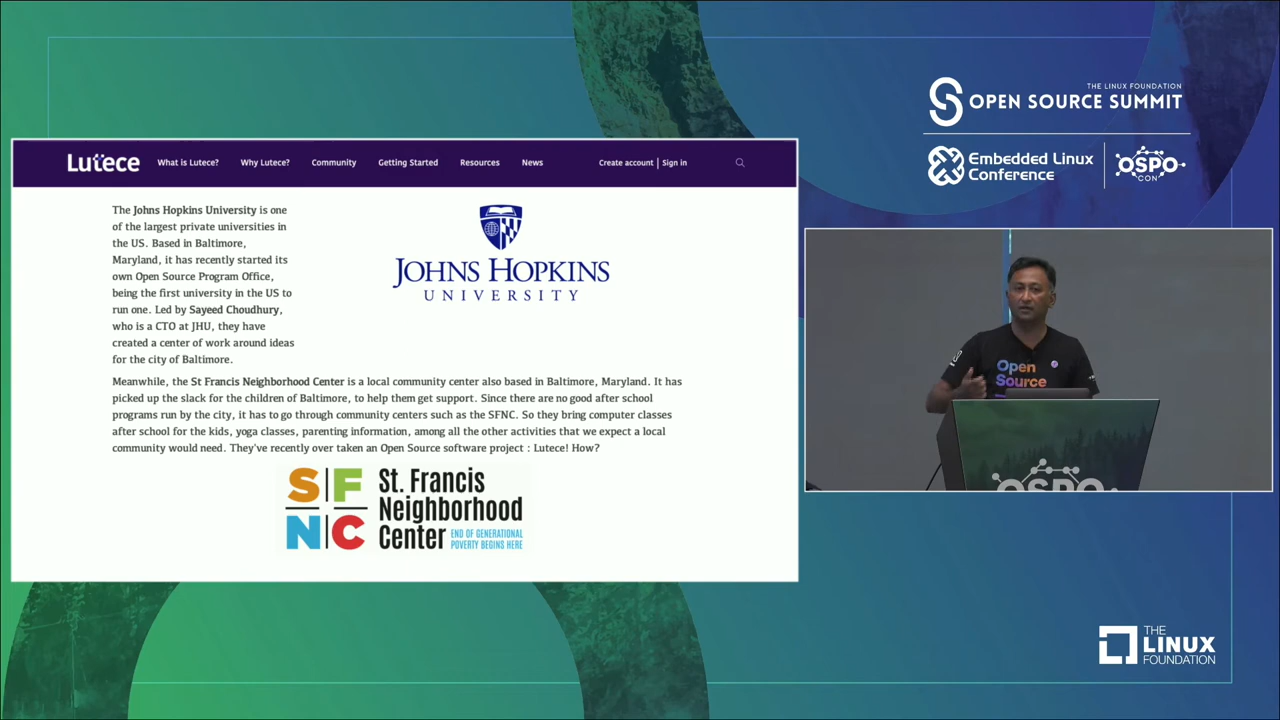 THE LINUX FOUNDATION
OPEN SOURCE SUMMIT
Embedded Linux
Conference
OSPO
CON
Lutece
What is Lutece?
Why Lutece?
Community
Getting Started
Resources
News
Create account | Sign in
The Johns Hopkins University is one
of the largest private universities in
the US. Based in Baltimore,
Maryland, it has recently started its
own Open Source Program Office,
being the first university in the US to
run one. Led by Sayeed Choudhury,
who is a CTO at JHU, they have
created a center of work around ideas
for the city of Baltimore.
JOHNS HOPKINS
UNIVERSITY
Meanwhile, the St Francis Neighborhood Center is a local community center also based in Baltimore, Maryland. It has
picked up the slack for the children of Baltimore, to help them get support. Since there are no good after school
programs run by the city, it has to go through community centers such as the SFNC. So they bring computer classes
after school for the kids, yoga classes, parenting information, among all the other activities that we expect a local
community would need. They've recently over taken an Open Source software project : Lutece! How?
S F
N C
St. Francis
Neighborhood
Center
END OF GENERATIONAL
POVERTY BEGINS HERE
Open
Source
OSPO
THE
LINUX
FOUNDATION